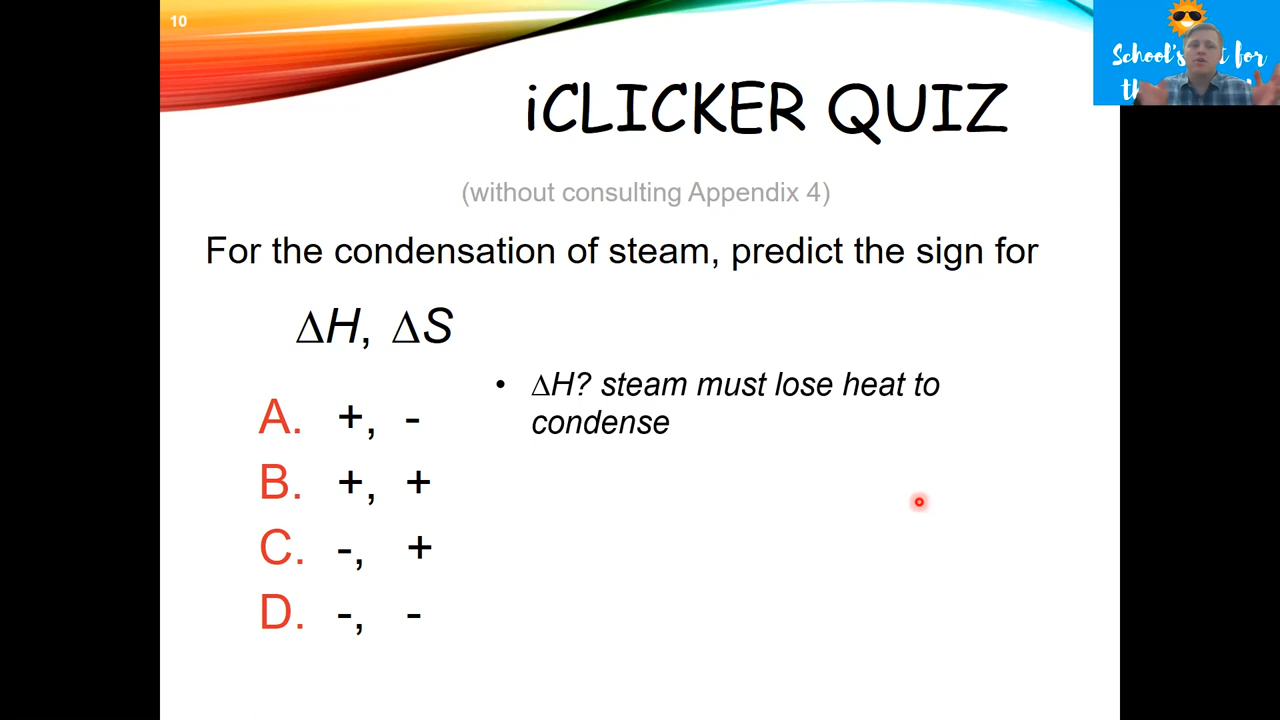 10
School's t for
th
iCLICKER QUIZ
(without consulting Appendix 4)
For the condensation of steam, predict the sign for
ΔH, ΔS
• ΔH? steam must lose heat to
condense
A. +, -
B. +, +
C. -, +
D. -, -